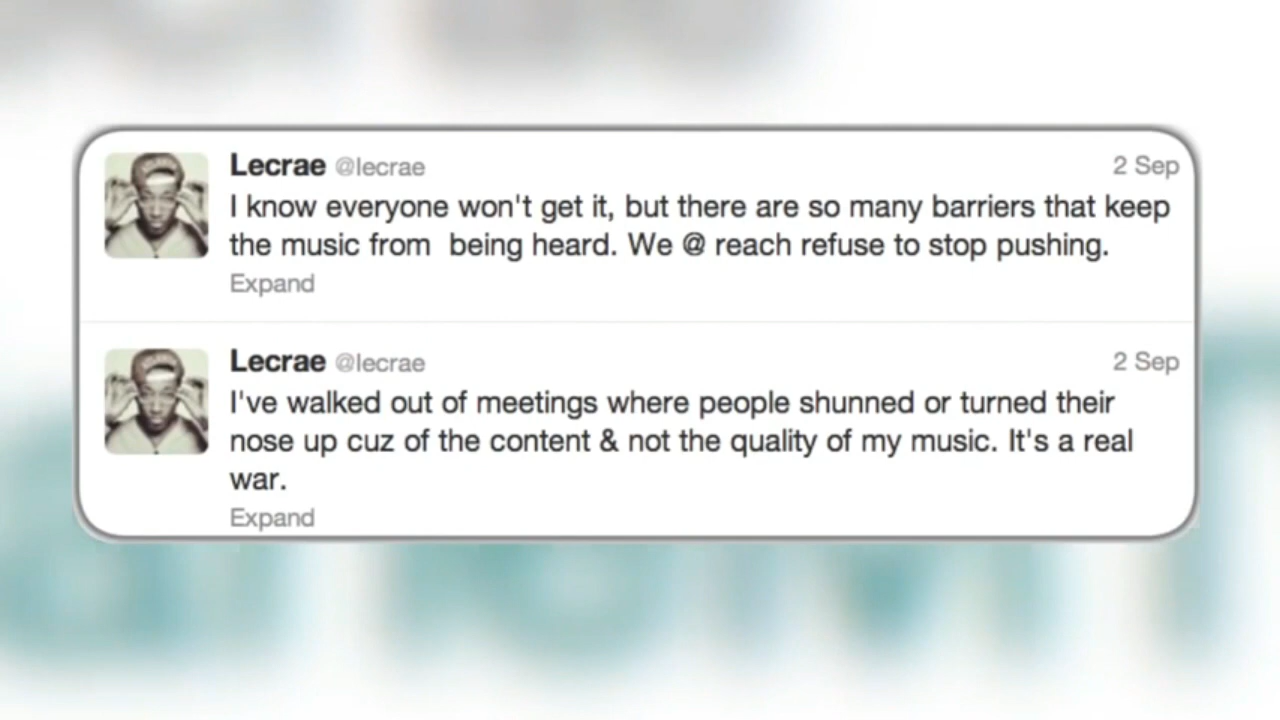 Lecrae @lecrae 2 Sep
I know everyone won't get it, but there are so many barriers that keep
the music from  being heard. We @ reach refuse to stop pushing.
Expand
Lecrae @lecrae 2 Sep
I've walked out of meetings where people shunned or turned their
nose up cuz of the content & not the quality of my music. It's a real
war.
Expand